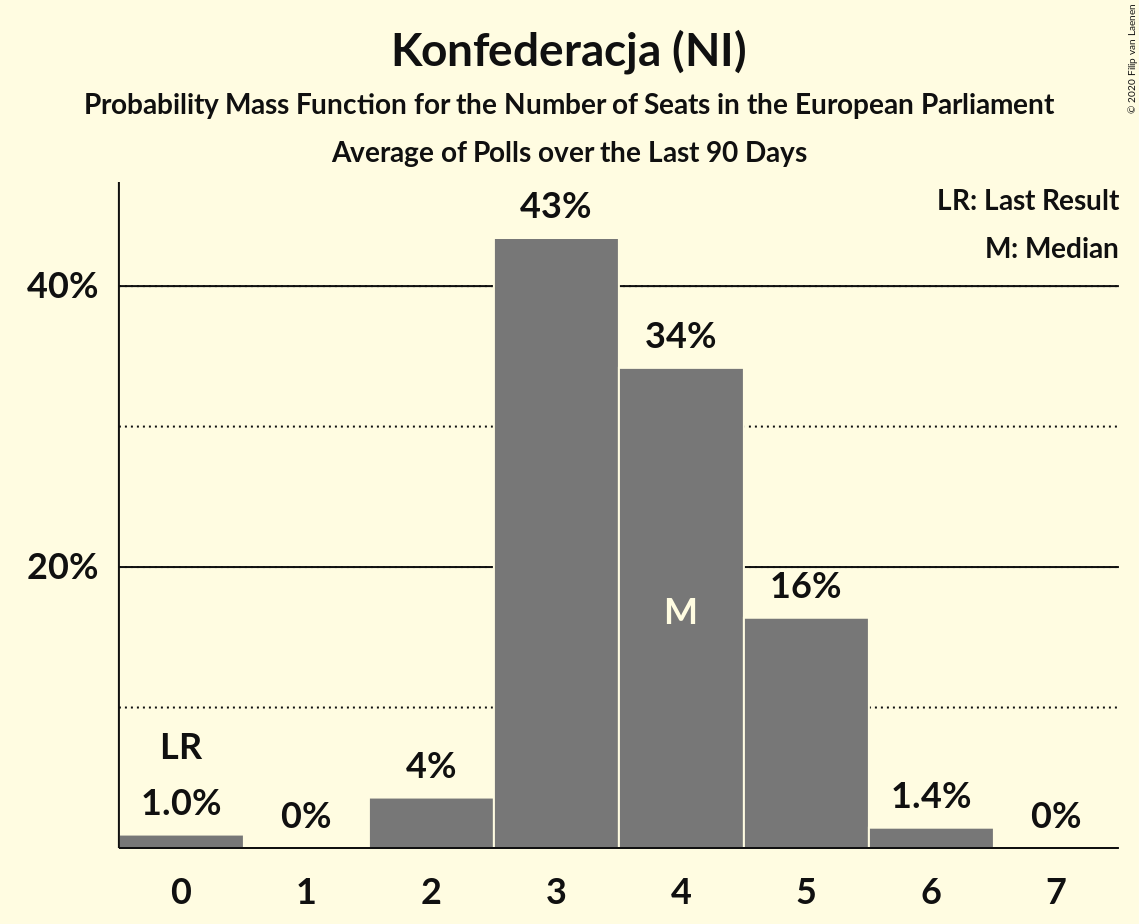 Konfederacja (NI)
Probability Mass Function for the Number of Seats in the European Parliament
Average of Polls over the Last 90 Days
© 2020 Filip van Laenen
LR: Last Result
M: Median
43%
40%
34%
20%
16%
M
LR
1.0%
0%
4%
1.4%
0%
0 1 2 3 4 5 6 7